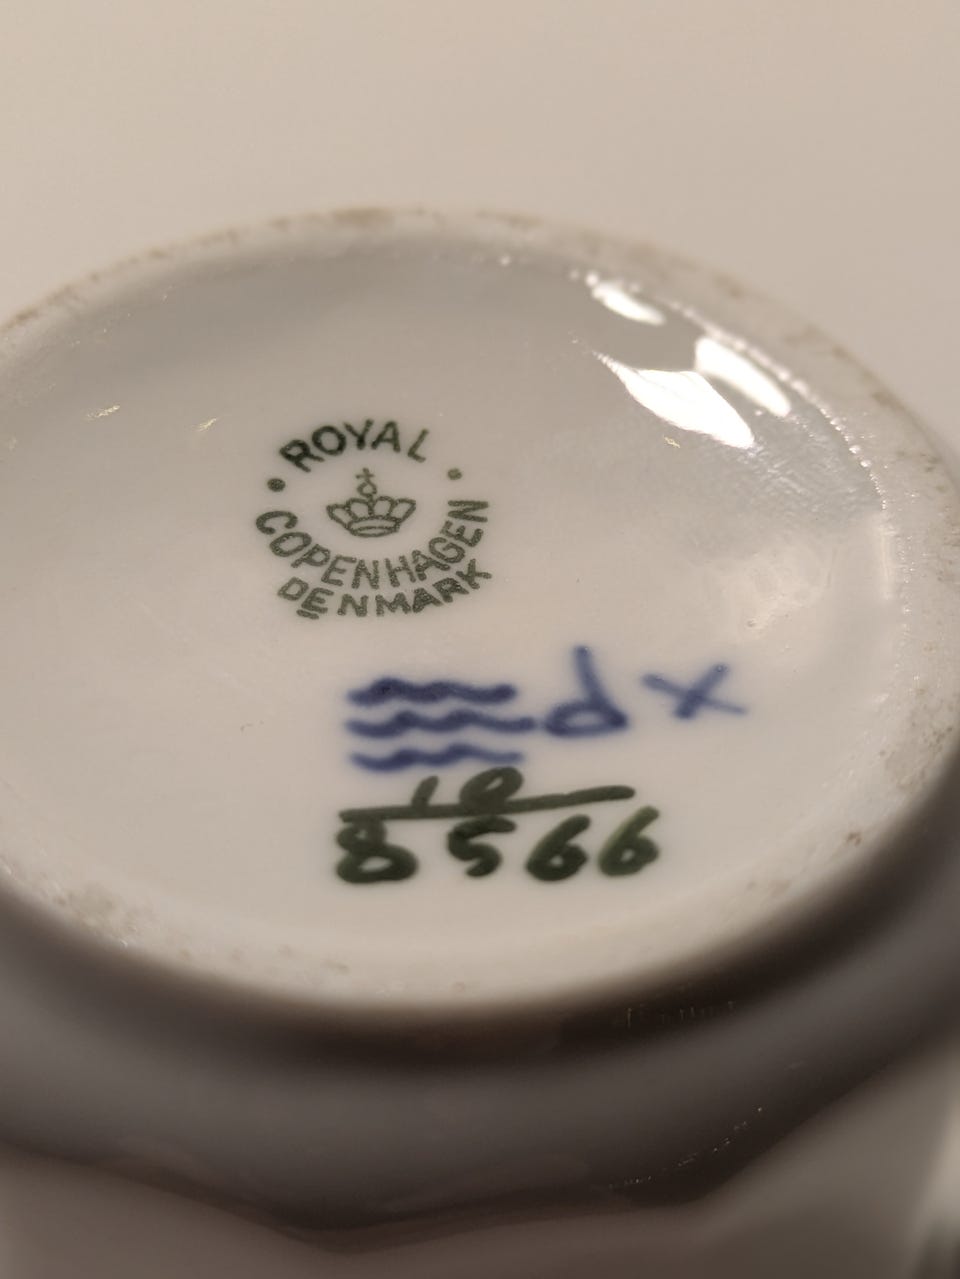 ROYAL
COPENHAGEN
DENMARK
d x
10
8566